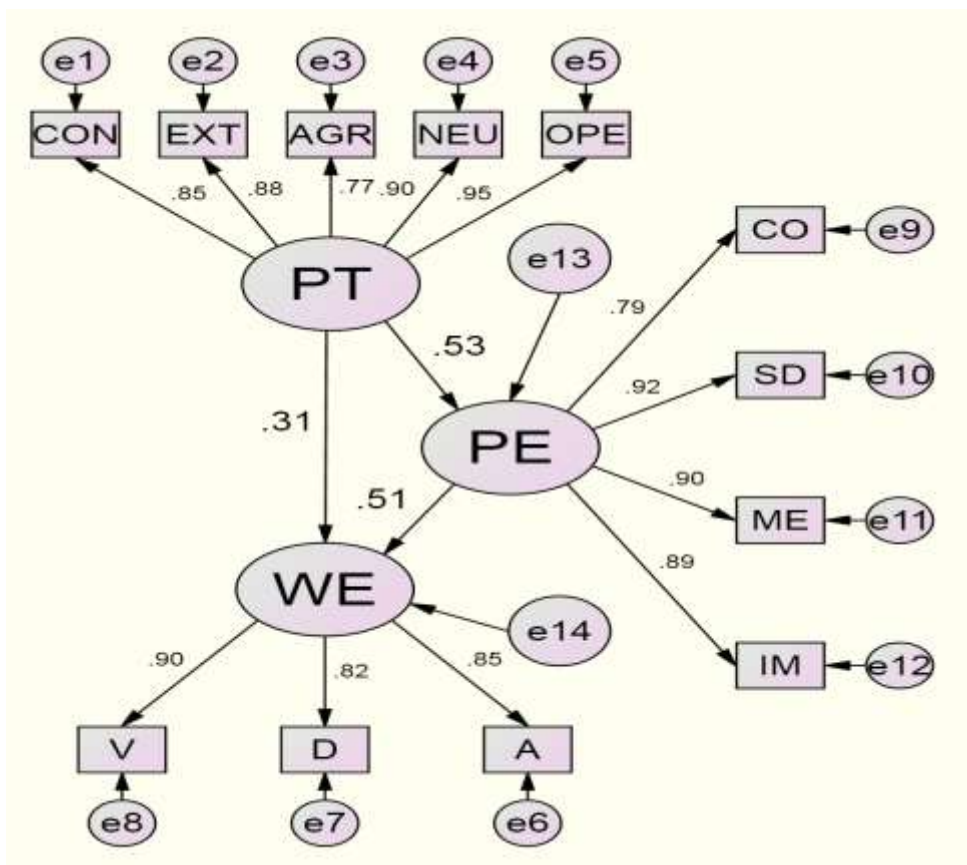 e1 e2 e3 e4 e5
CON EXT AGR NEU OPE
.85 .88 .77 .90 .95
CO e9
PT e13
.79
.53
SD e10
.92
.31
PE
.90
.51
ME e11
.89
WE
e14
.90 .82 .85
IM e12
V D A
e8 e7 e6